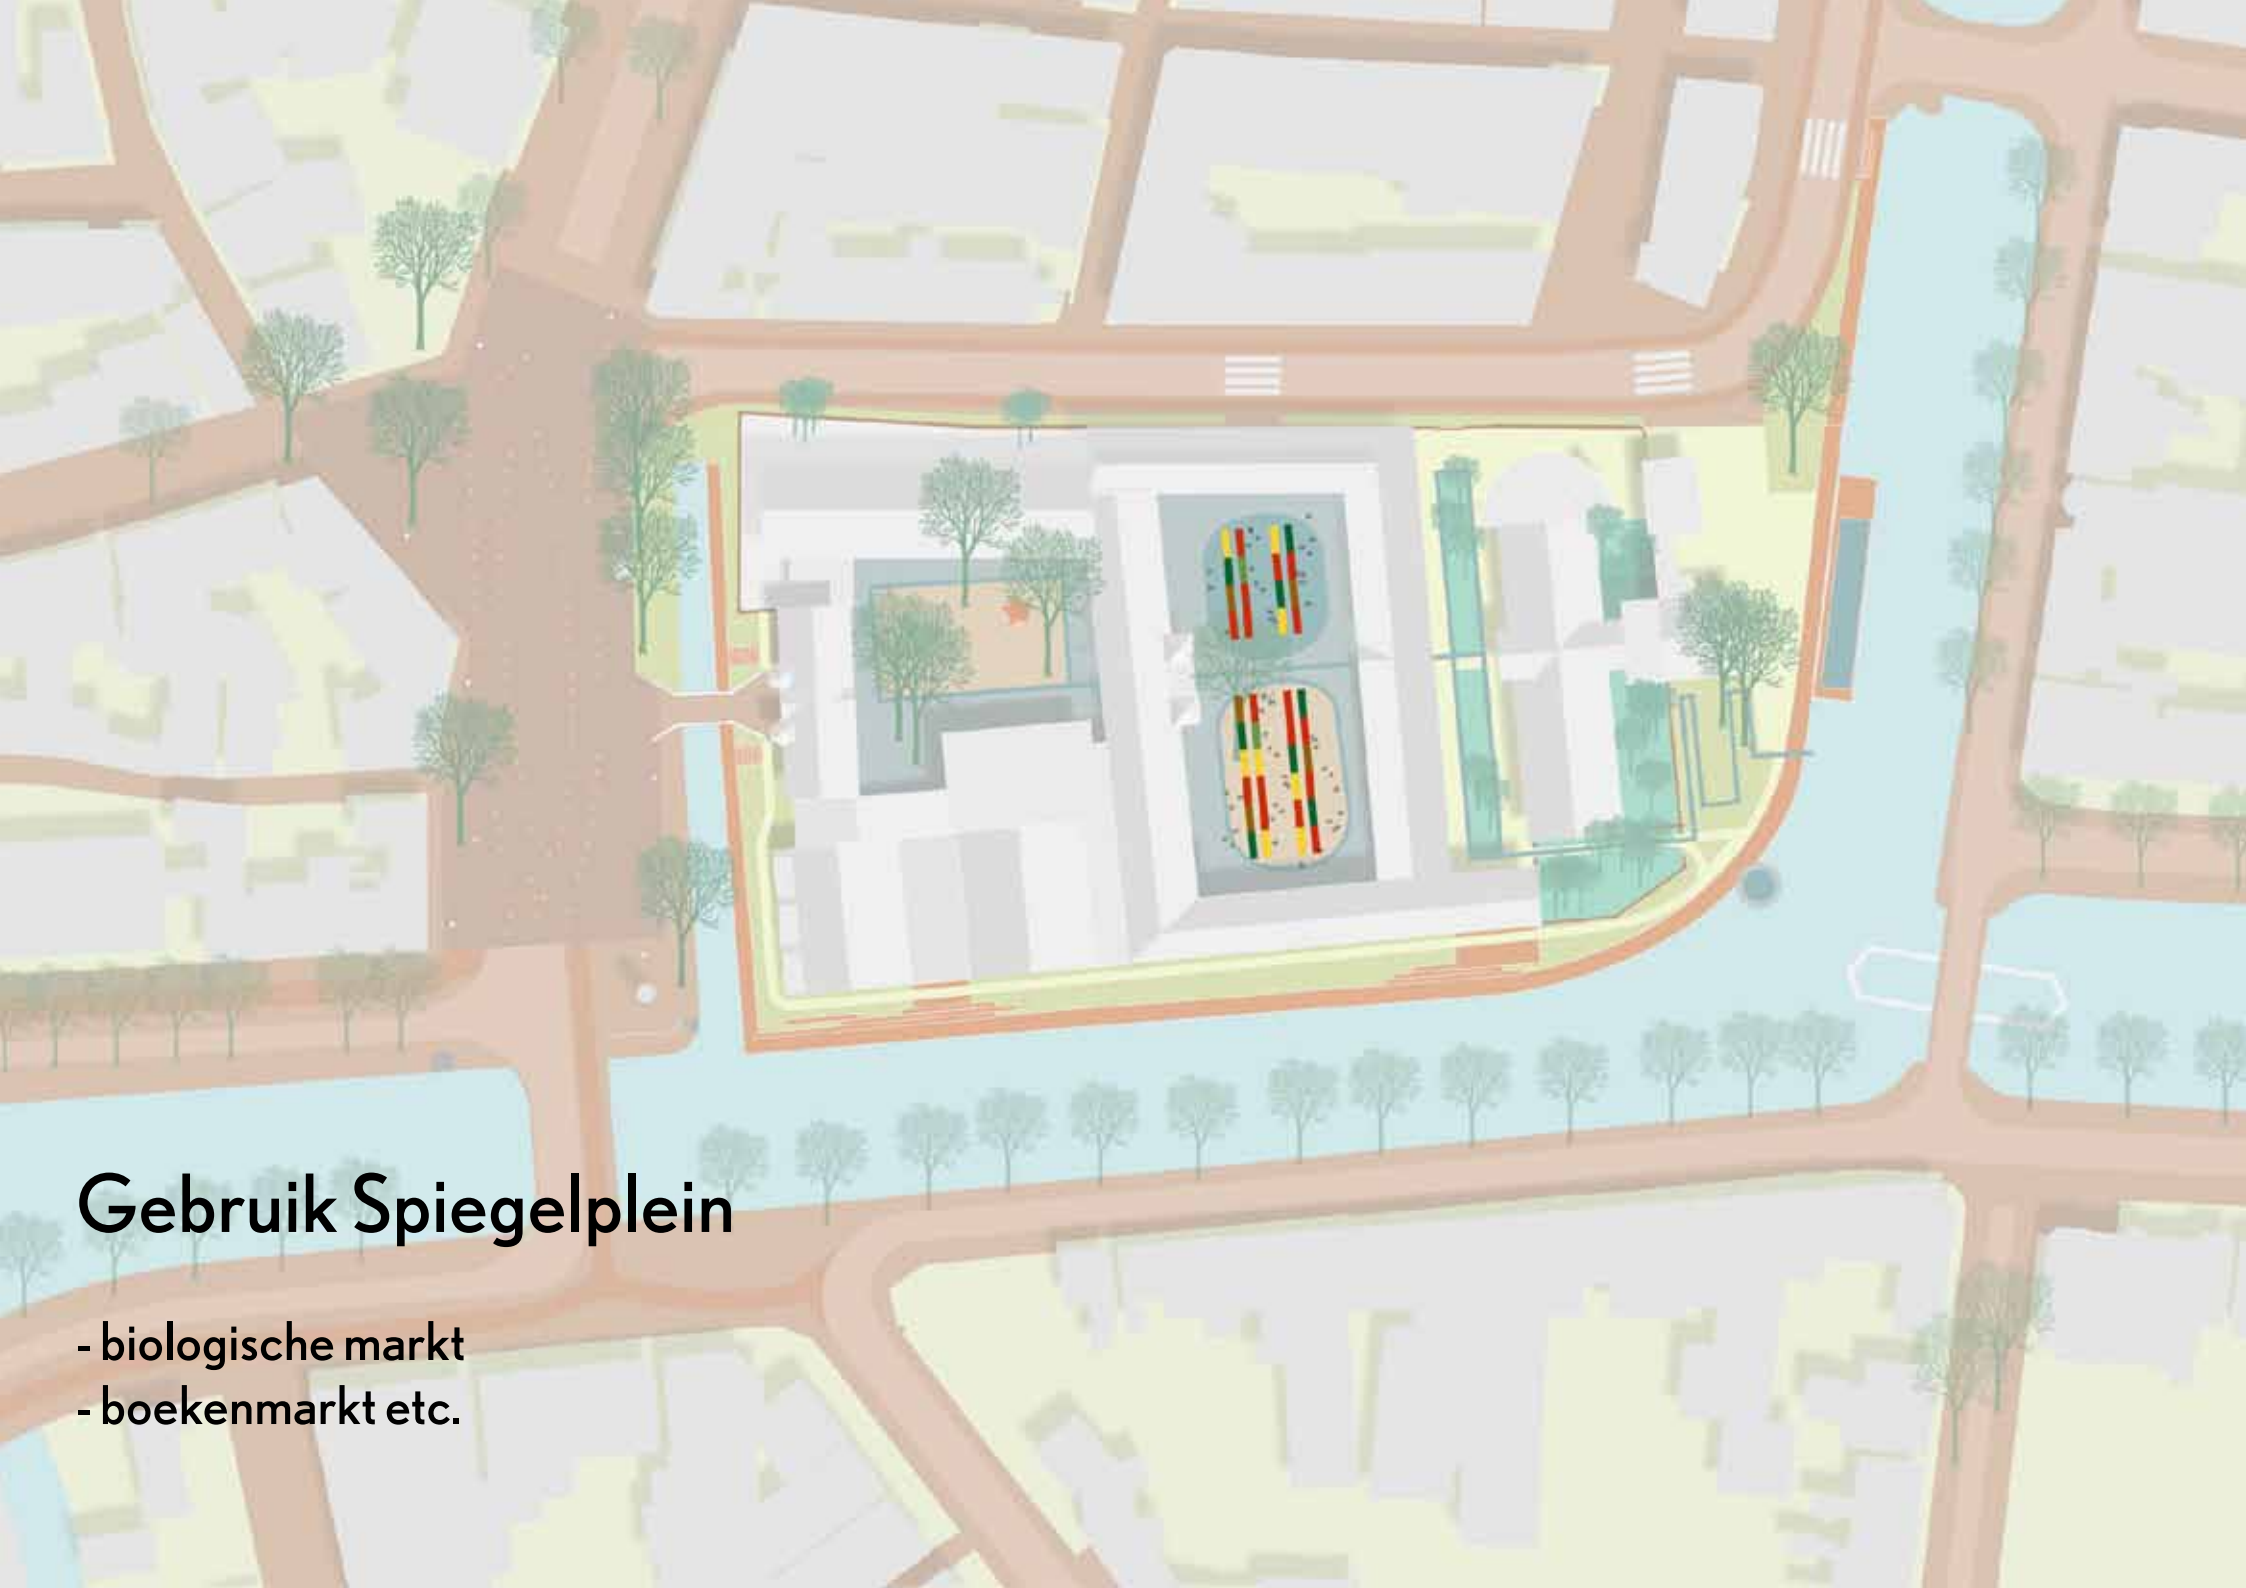 Gebruik Spiegelplein
- biologische markt
- boekenmarkt etc.